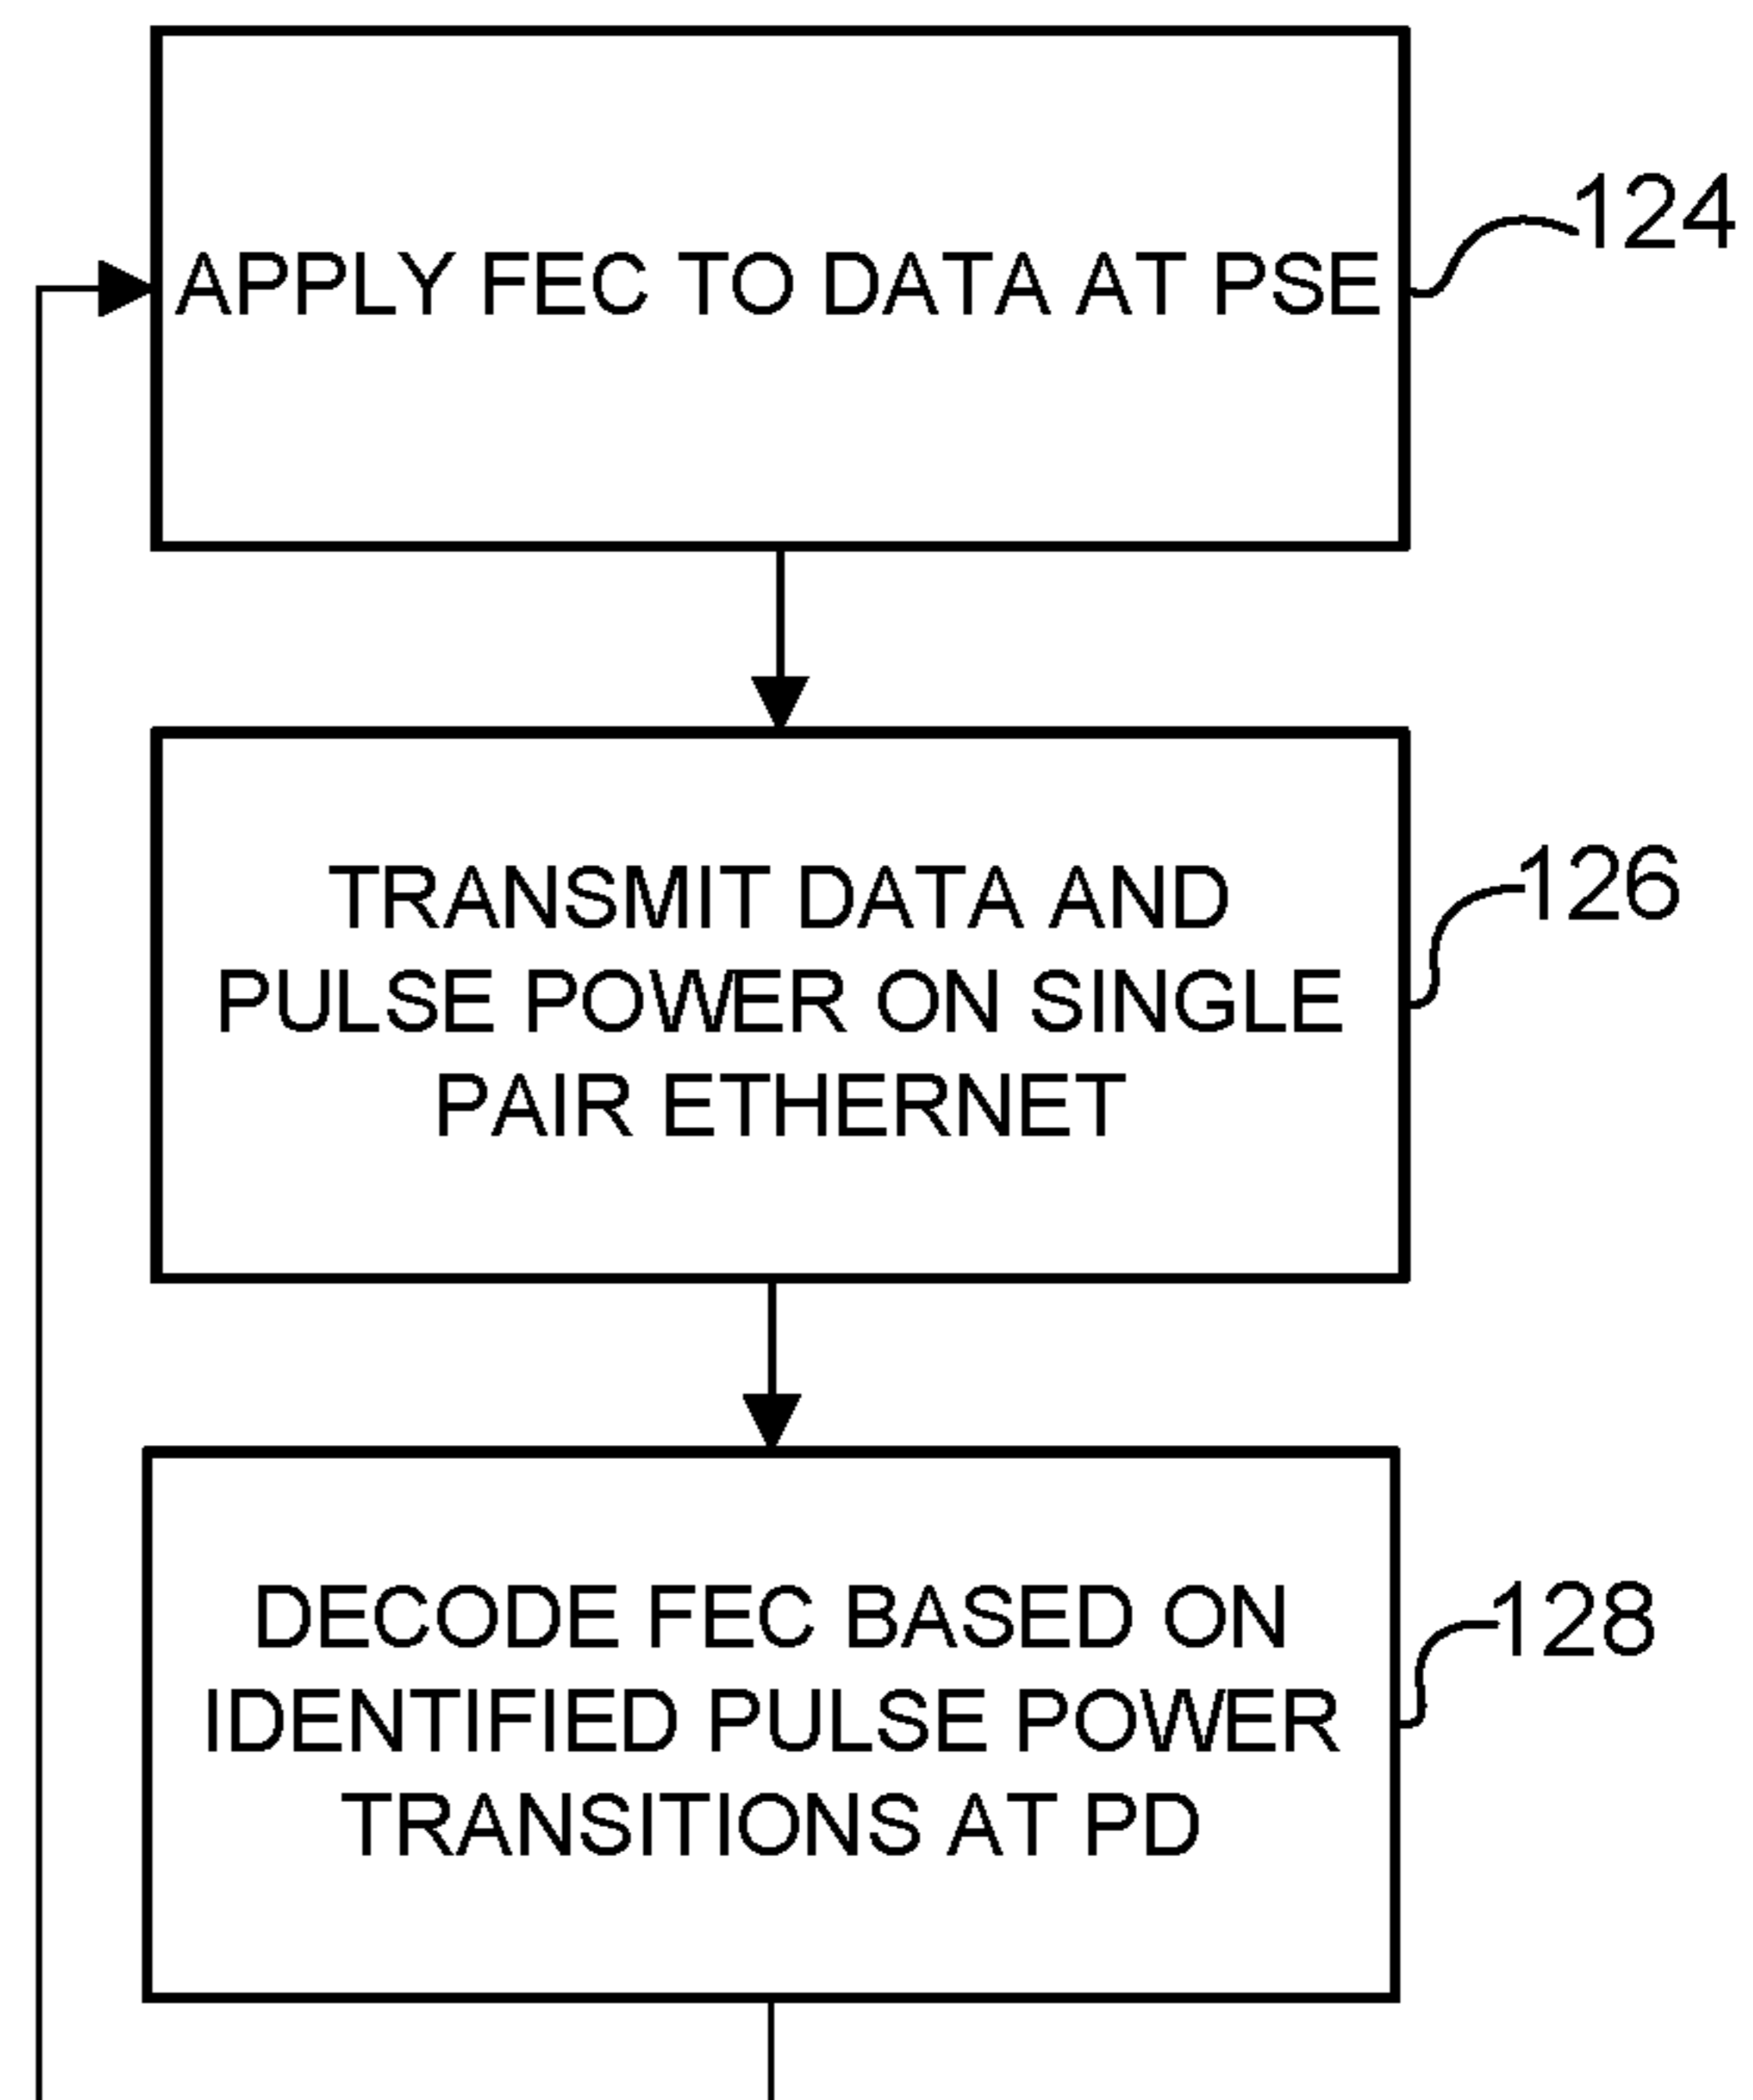 APPLY FEC TO DATA AT PSE
124
TRANSMIT DATA AND
PULSE POWER ON SINGLE
PAIR ETHERNET
126
DECODE FEC BASED ON
IDENTIFIED PULSE POWER
TRANSITIONS AT PD
128